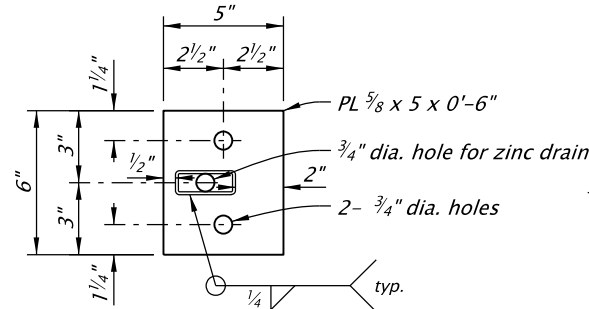 5"
2½" 2½"
1¼"
PL ⅝ x 5 x 0'-6"
3"
¾" dia. hole for zinc drain
½"
6"
2"
3"
2- ¾" dia. holes
1¼"
¼
typ.